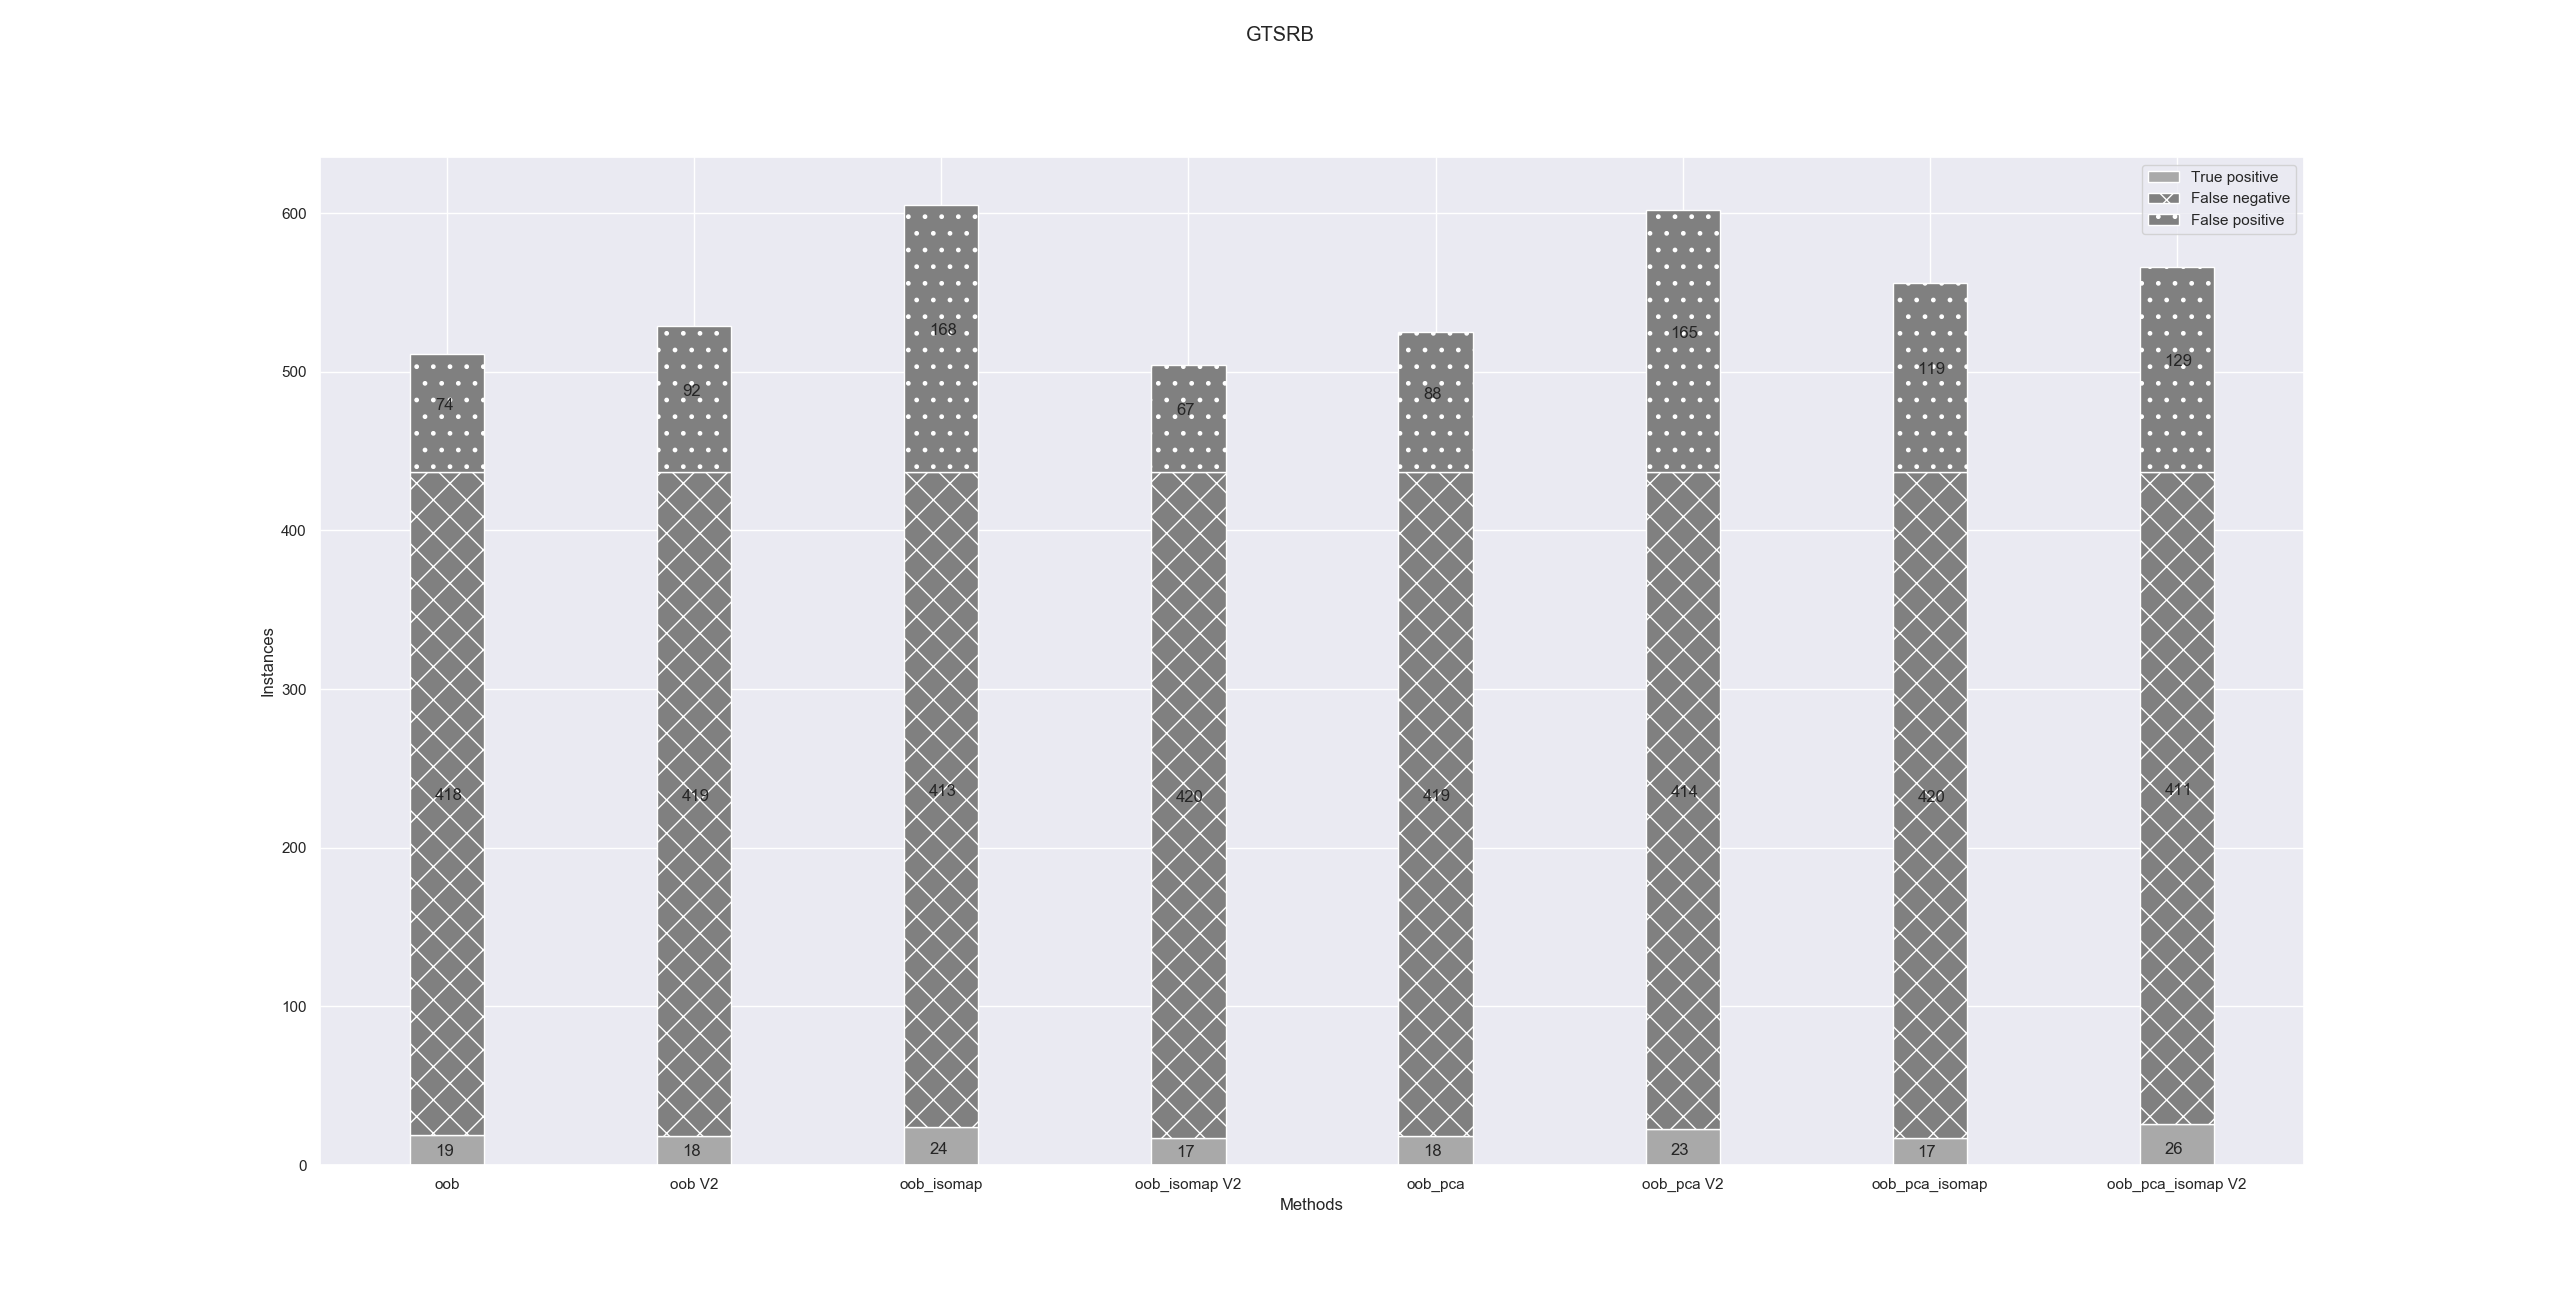 GTSRB
True positive
False negative
False positive
600
500
400
300
200
100
0
Instances
74
92
168
67
88
165
119
129
418
419
413
420
419
414
420
411
19
18
24
17
18
23
17
26
oob
oob V2
oob_isomap
oob_isomap V2
oob_pca
oob_pca V2
oob_pca_isomap
oob_pca_isomap V2
Methods